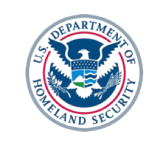 U.S. DEPARTMENT OF
HOMELAND SECURITY